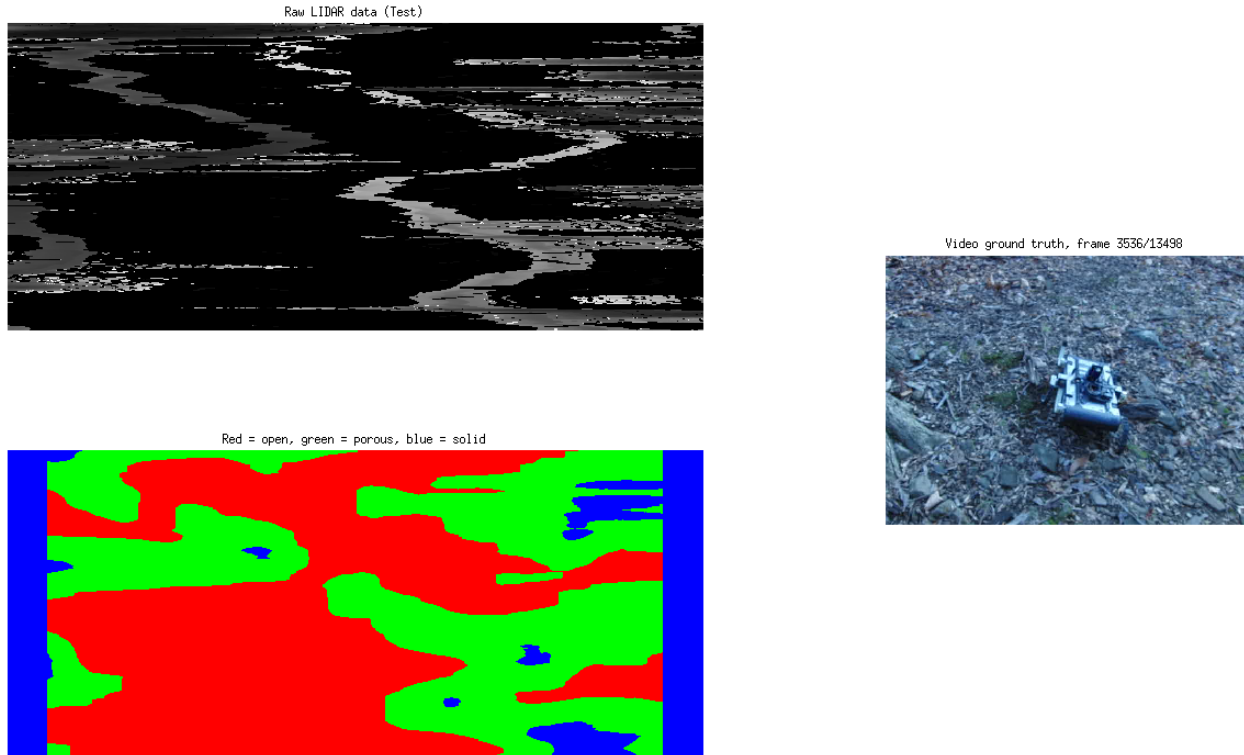 Raw LIDAR data (Test)
Video ground truth, frame 3536/13498
Red = open, green = porous, blue = solid